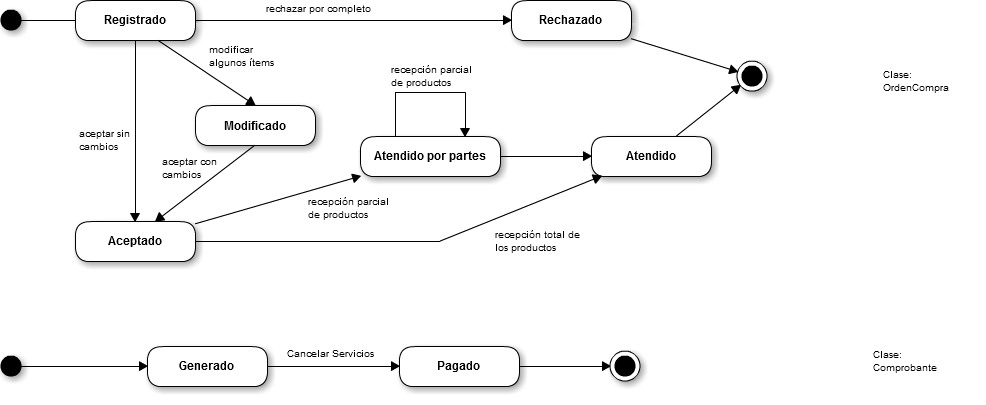 Registrado
rechazar por completo
Rechazado
modificar
algunos ítems
recepción parcial
de productos
Clase:
OrdenCompra
Modificado
aceptar sin
cambios
Atendido por partes
Atendido
aceptar con
cambios
recepción parcial
de productos
Aceptado
recepción total de
los productos
Generado
Cancelar Servicios
Pagado
Clase:
Comprobante